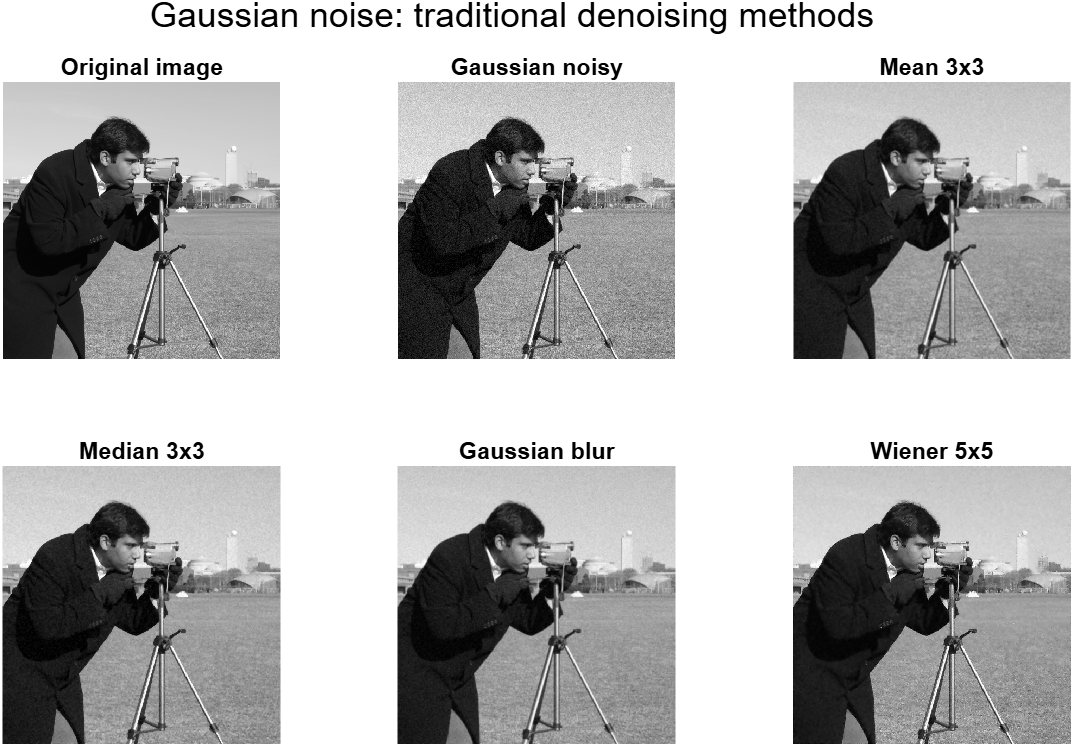 Gaussian noise: traditional denoising methods
Original image
Gaussian noisy
Mean 3x3
Median 3x3
Gaussian blur
Wiener 5x5